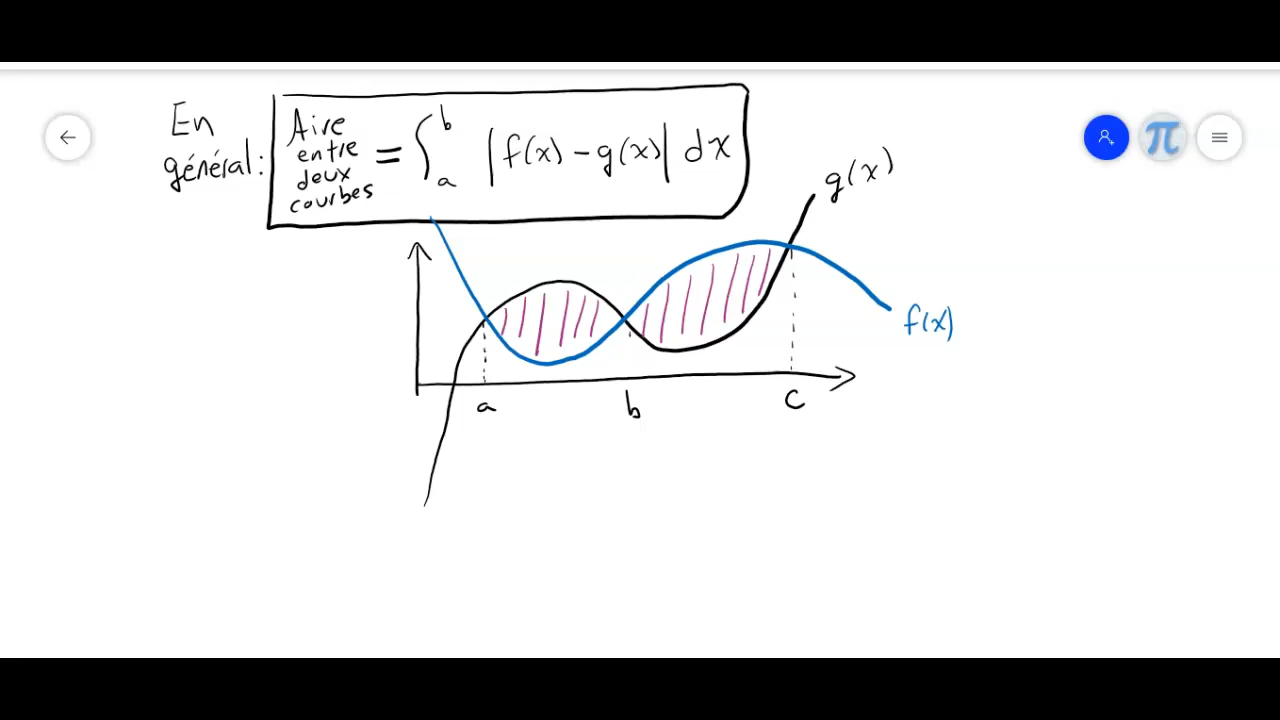 En
général:
Aire
entre
deux
courbes
= ∫_a^b |f(x) - g(x)| dx
g(x)
f(x)
a b c
π